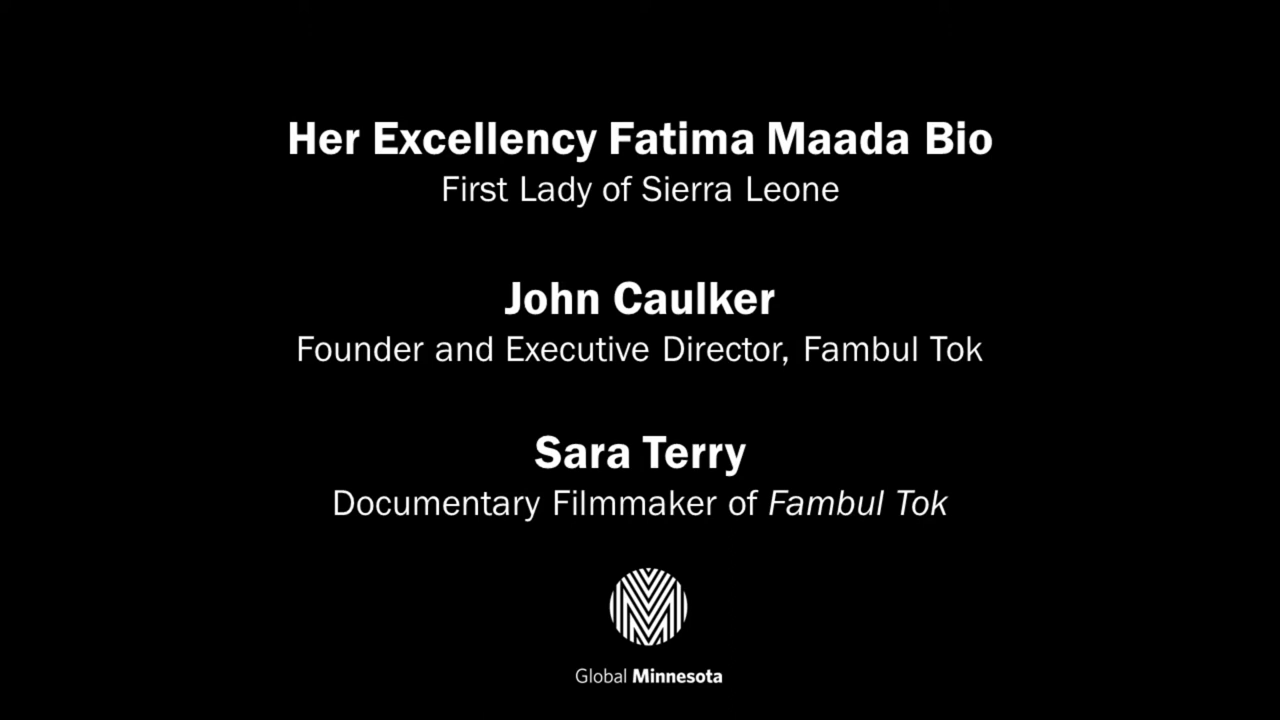 Her Excellency Fatima Maada Bio
First Lady of Sierra Leone
John Caulker
Founder and Executive Director, Fambul Tok
Sara Terry
Documentary Filmmaker of Fambul Tok
Global Minnesota